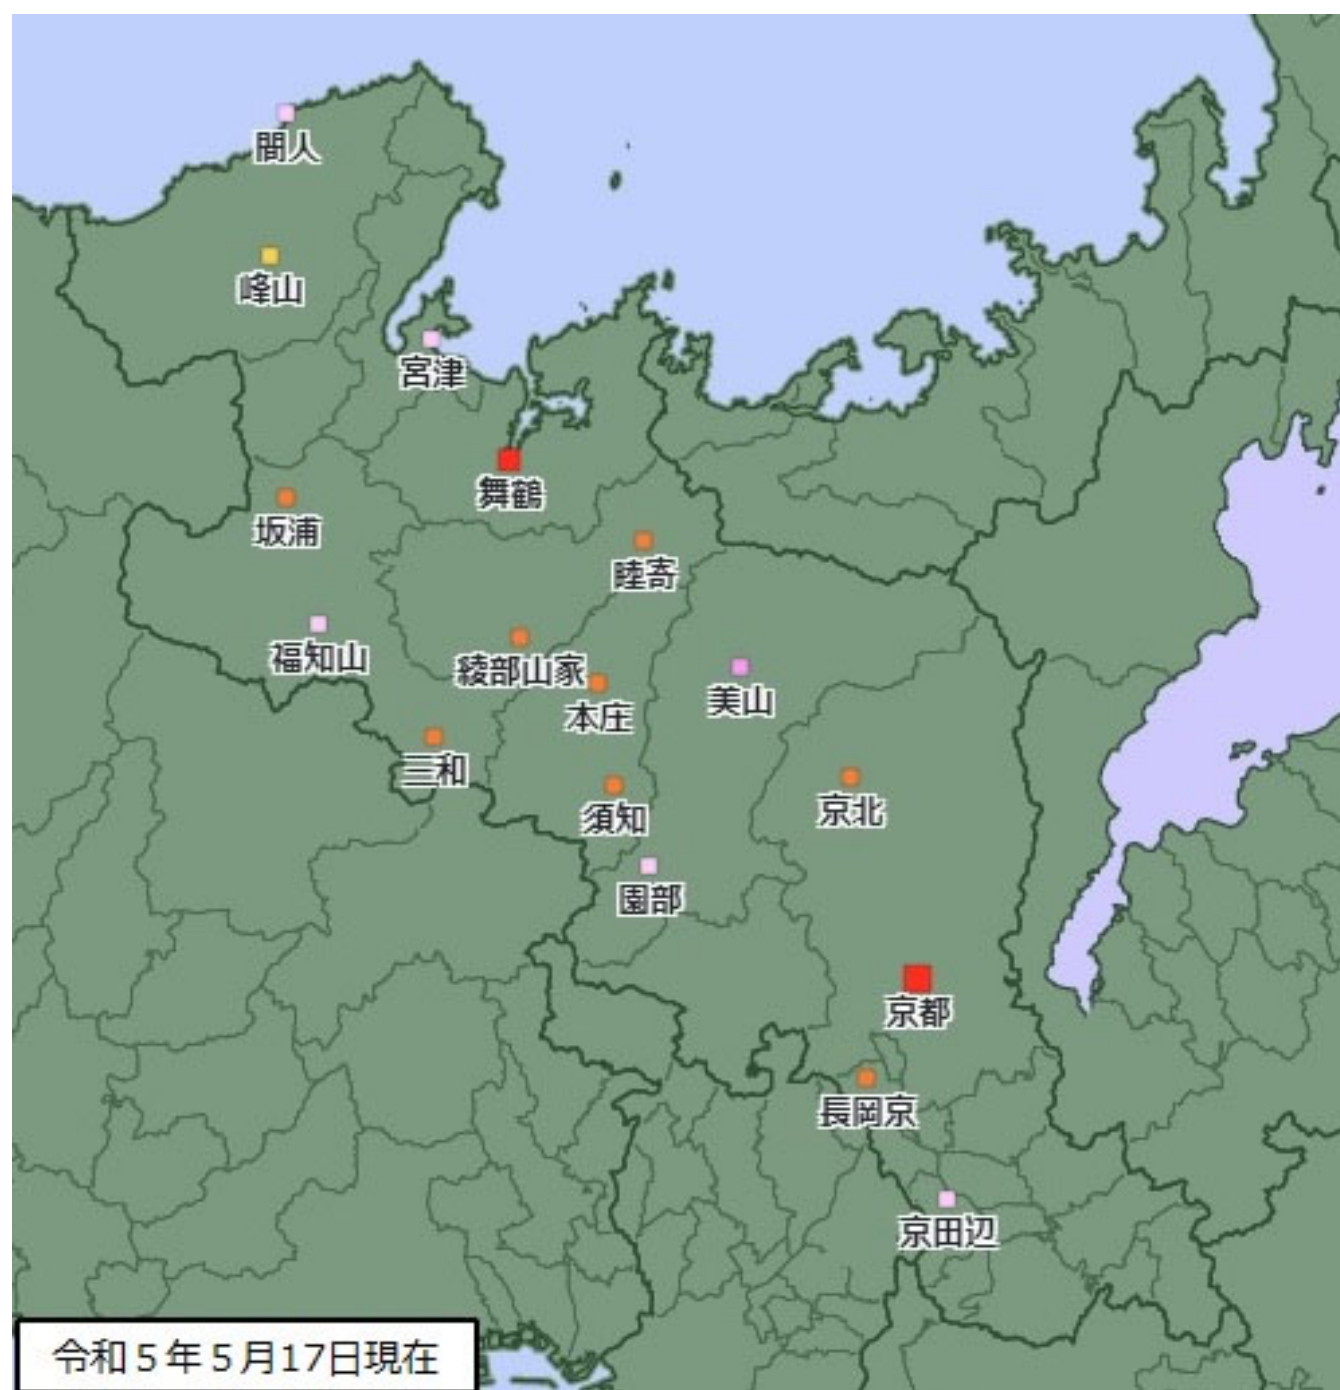 間人
峰山
宮津
舞鶴
坂浦
睦寄
福知山
綾部山家
美山
本庄
三和
京北
須知
園部
京都
長岡京
京田辺
令和５年５月17日現在